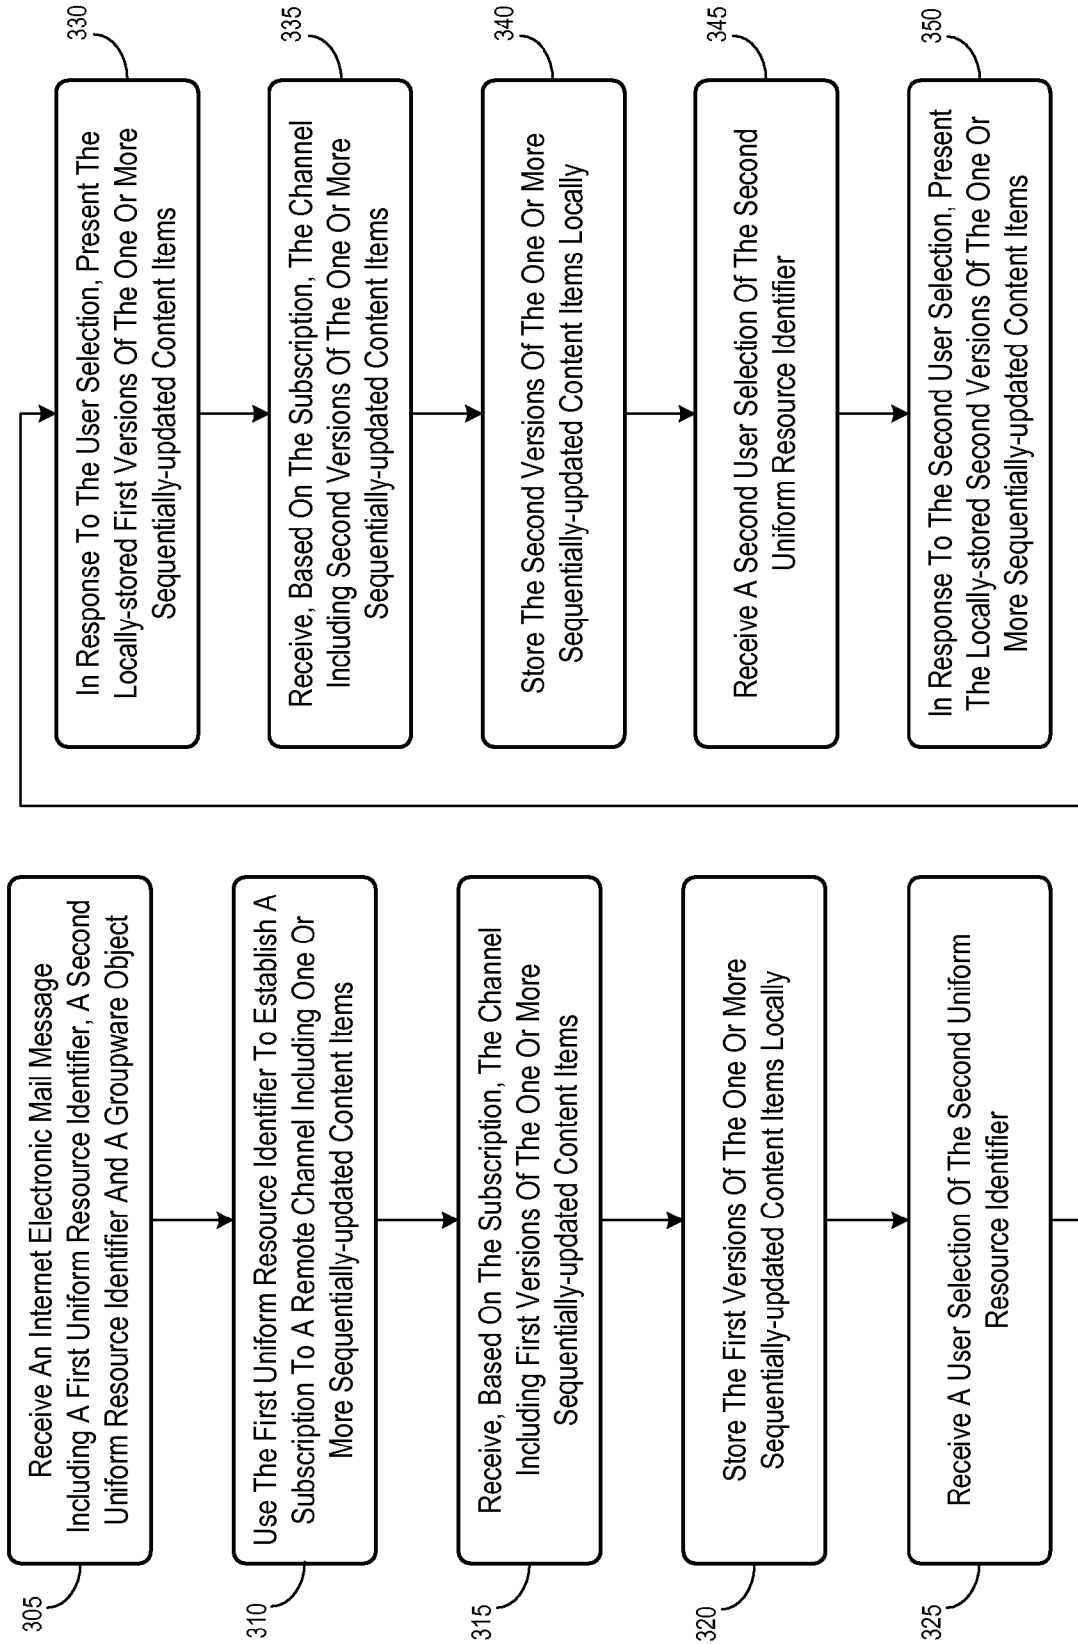 305
Receive An Internet Electronic Mail Message
Including A First Uniform Resource Identifier, A Second
Uniform Resource Identifier And A Groupware Object
310
Use The First Uniform Resource Identifier To Establish A
Subscription To A Remote Channel Including One Or
More Sequentially-updated Content Items
315
Receive, Based On The Subscription, The Channel
Including First Versions Of The One Or More
Sequentially-updated Content Items
320
Store The First Versions Of The One Or More
Sequentially-updated Content Items Locally
325
Receive A User Selection Of The Second Uniform
Resource Identifier
330
In Response To The User Selection, Present The
Locally-stored First Versions Of The One Or More
Sequentially-updated Content Items
335
Receive, Based On The Subscription, The Channel
Including Second Versions Of The One Or More
Sequentially-updated Content Items
340
Store The Second Versions Of The One Or More
Sequentially-updated Content Items Locally
345
Receive A Second User Selection Of The Second
Uniform Resource Identifier
350
In Response To The Second User Selection, Present
The Locally-stored Second Versions Of The One Or
More Sequentially-updated Content Items